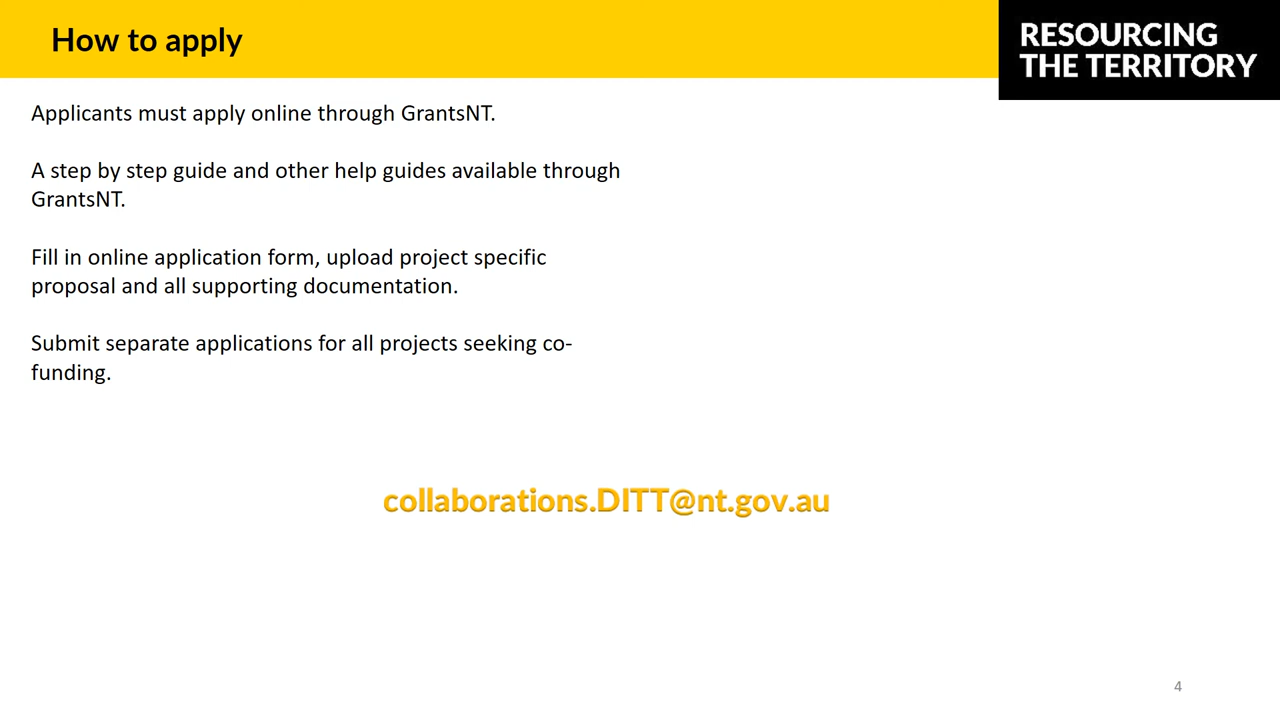 How to apply
RESOURCING
THE TERRITORY
Applicants must apply online through GrantsNT.
A step by step guide and other help guides available through
GrantsNT.
Fill in online application form, upload project specific
proposal and all supporting documentation.
Submit separate applications for all projects seeking co-
funding.
collaborations.DITT@nt.gov.au
4